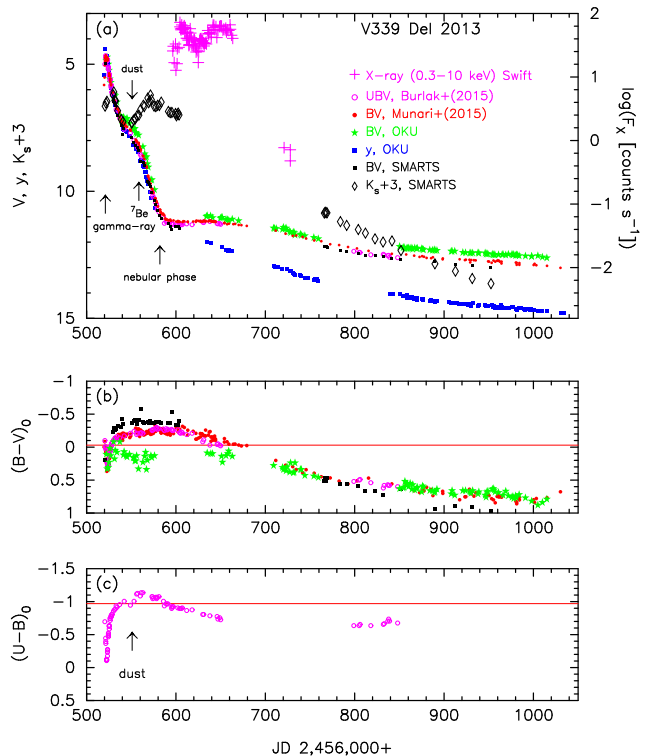 (a)
V339 Del 2013
X-ray (0.3-10 keV) Swift
UBV, Burlak+(2015)
BV, Munari+(2015)
BV, OKU
y, OKU
BV, SMARTS
Ks+3, SMARTS
dust
7Be
gamma-ray
nebular phase
V, y, Ks+3
5
10
15
log(FX [counts s-1])
2
1
0
-1
-2
500 600 700 800 900 1000
(b)
(B-V)0
-1
-0.5
0
0.5
1
500 600 700 800 900 1000
(c)
(U-B)0
-1.5
-1
-0.5
0
0.5
dust
500 600 700 800 900 1000
JD 2,456,000+